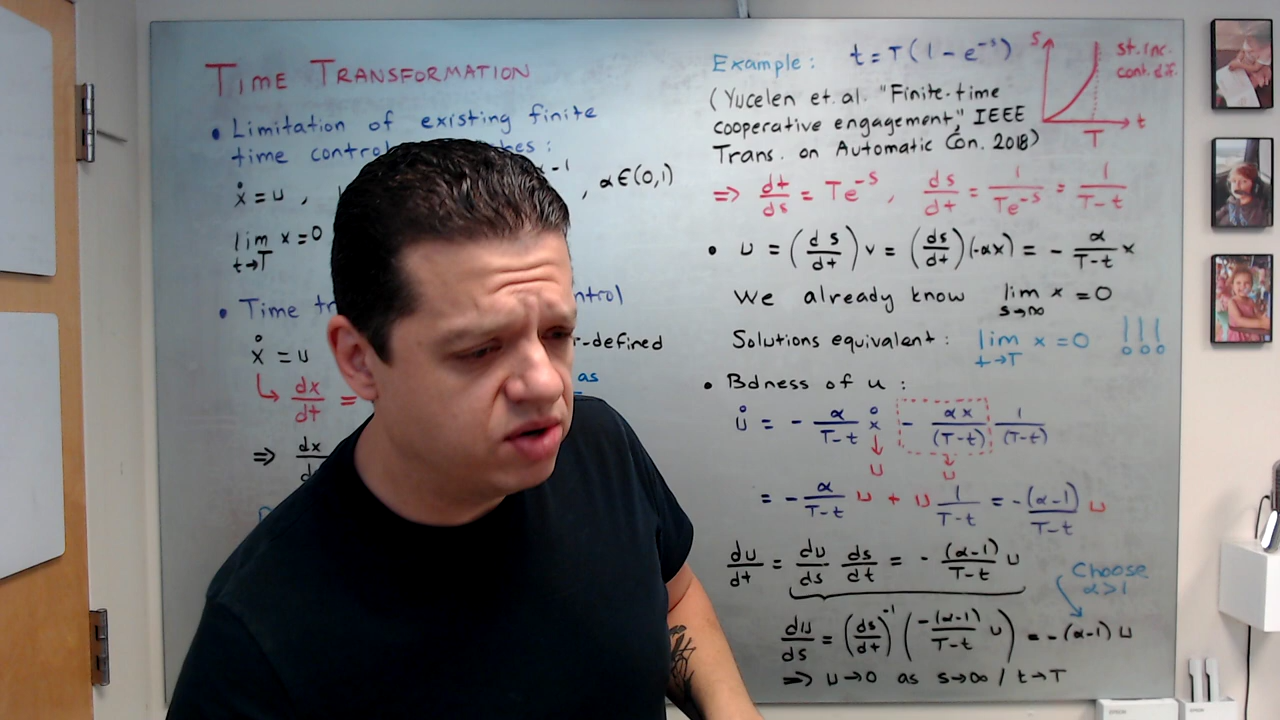 TIME TRANSFORMATION
• Limitation of existing finite
time
ẋ = u ,
, α∈(0,1)
lim x=0
t→T
• Time
r-defined
ẋ = u
as
↳ dx/dt =
⇒ dx
Example: t = T(1 − e^{-s})
(Yucelen et. al. "Finite-time
cooperative engagement," IEEE
Trans. on Automatic Con. 2018)
s
st. inc.
cont. dif.
T
t
⇒ dt/ds = Te^{-s}, ds/dt = 1/(Te^{-s}) = 1/(T-t)
• u = (ds/dt)v = (ds/dt)(-αx) = - α/(T-t) x
We already know lim x = 0
s→∞
Solutions equivalent: lim x = 0 !!!
t→T
• Bdness of u :
u̇ = - α/(T-t) ẋ - αx/(T-t) 1/(T-t)
u u
= - α/(T-t) u + u 1/(T-t) = -(α-1)/(T-t) u
du/dt = du/ds ds/dt = - (α-1)/(T-t) u
Choose
α>1
du/ds = (ds/dt)^{-1} (-(α-1)/(T-t) u) = -(α-1) u
⇒ u→0 as s→∞ / t→T
EPSON
EPSON